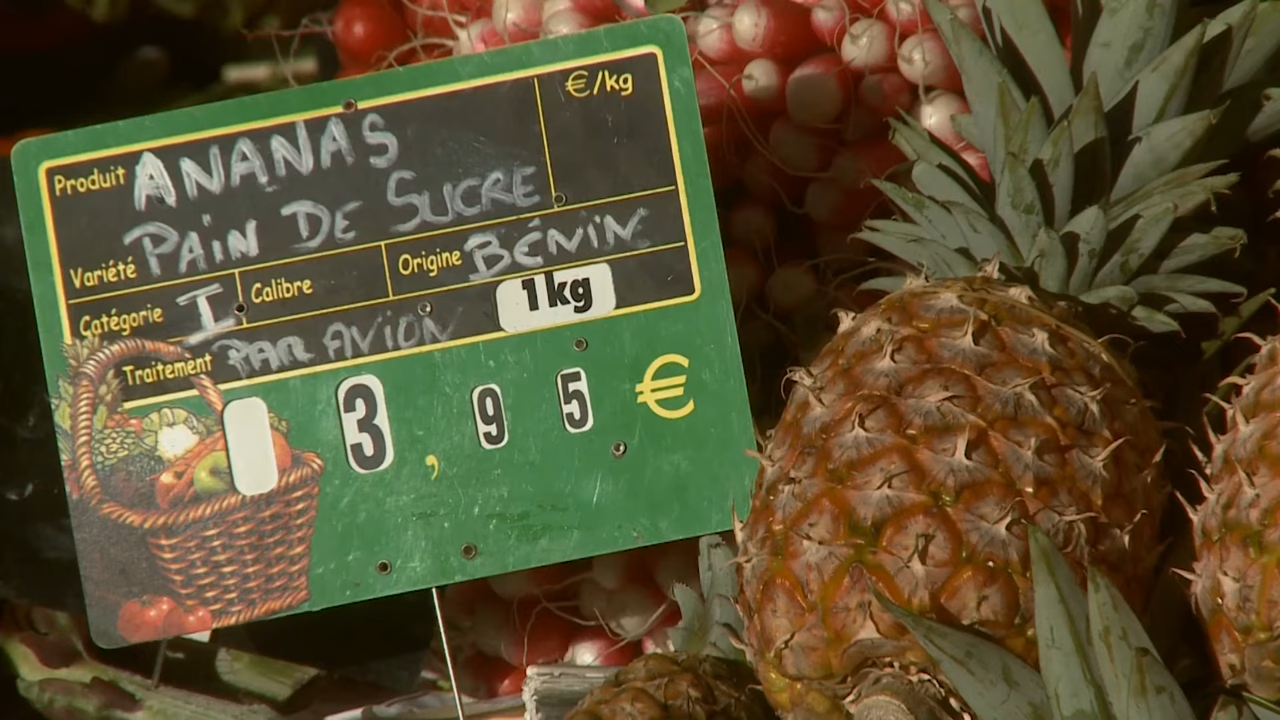 €/kg
Produit ANANAS
Variété PAIN DE SUCRE
Catégorie I Calibre Origine BÉNIN
Traitement PAR AVION 1kg
3,95 €